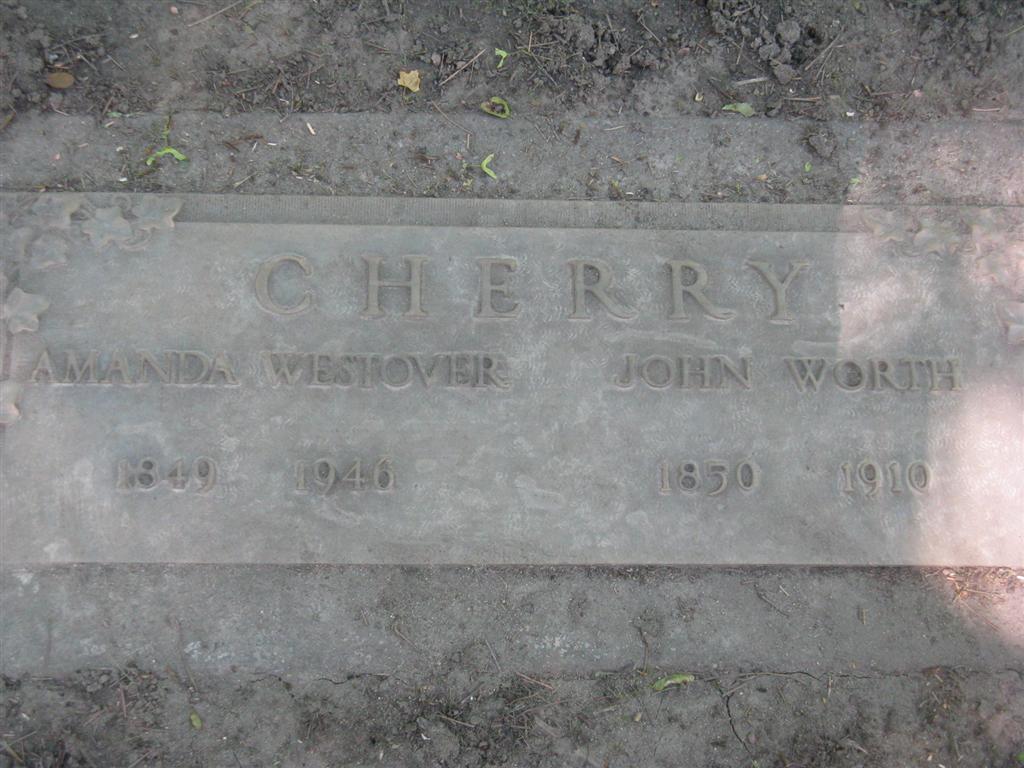 CHERRY
AMANDA WESTOVER JOHN WORTH
1849 1946 1850 1910